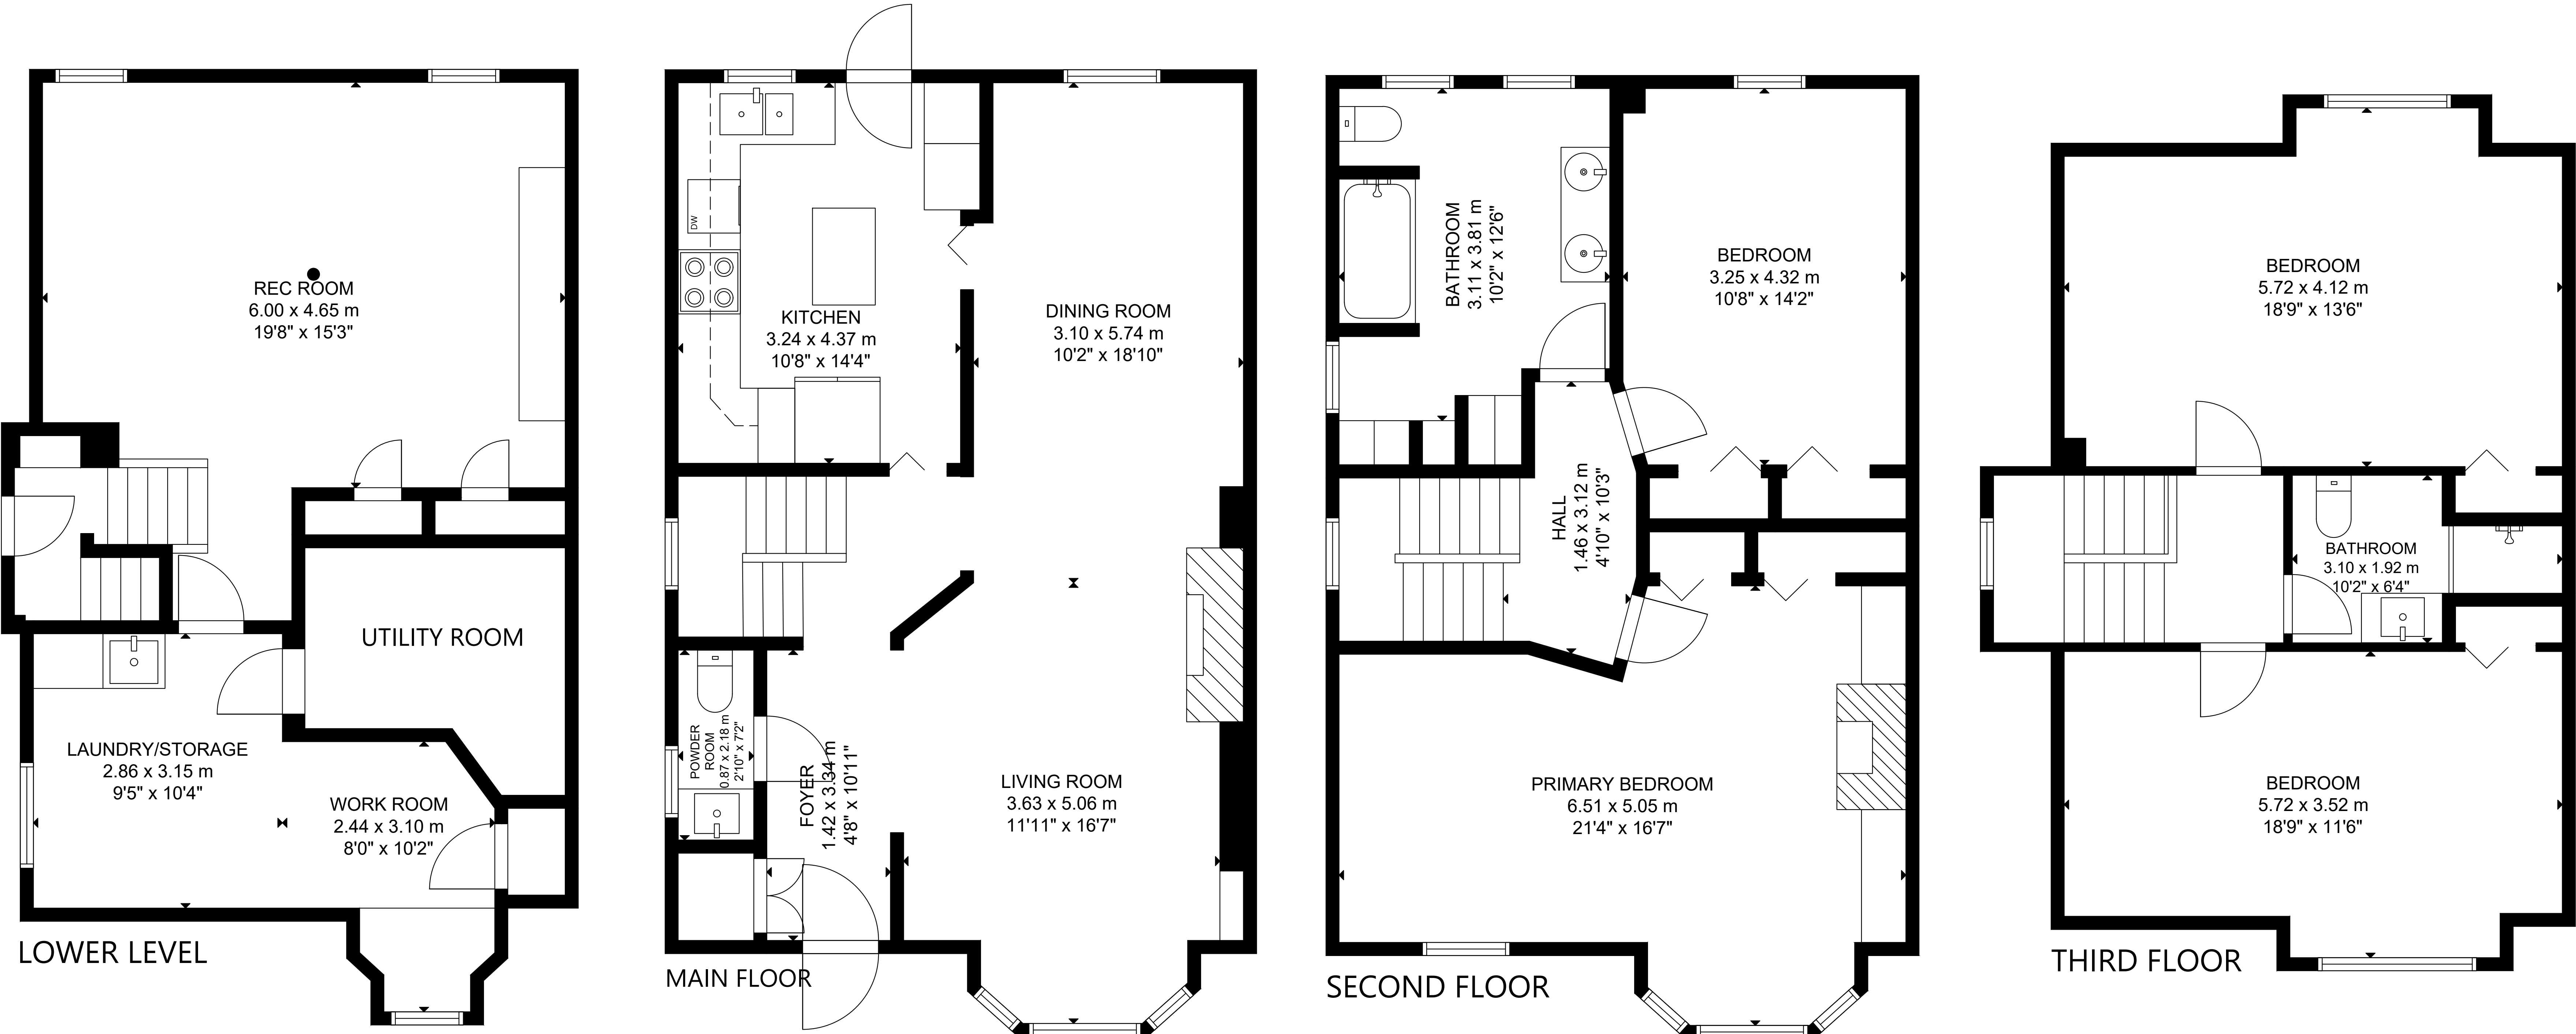 REC ROOM
6.00 x 4.65 m
19'8" x 15'3"
UTILITY ROOM
LAUNDRY/STORAGE
2.86 x 3.15 m
9'5" x 10'4"
WORK ROOM
2.44 x 3.10 m
8'0" x 10'2"
LOWER LEVEL
DW
KITCHEN
3.24 x 4.37 m
10'8" x 14'4"
DINING ROOM
3.10 x 5.74 m
10'2" x 18'10"
POWDER
ROOM
0.87 x 2.18 m
2'10" x 7'2"
FOYER
1.42 x 3.34 m
4'8" x 10'11"
LIVING ROOM
3.63 x 5.06 m
11'11" x 16'7"
MAIN FLOOR
BATHROOM
3.11 x 3.81 m
10'2" x 12'6"
BEDROOM
3.25 x 4.32 m
10'8" x 14'2"
HALL
1.46 x 3.12 m
4'10" x 10'3"
PRIMARY BEDROOM
6.51 x 5.05 m
21'4" x 16'7"
SECOND FLOOR
BEDROOM
5.72 x 4.12 m
18'9" x 13'6"
BATHROOM
3.10 x 1.92 m
10'2" x 6'4"
BEDROOM
5.72 x 3.52 m
18'9" x 11'6"
THIRD FLOOR